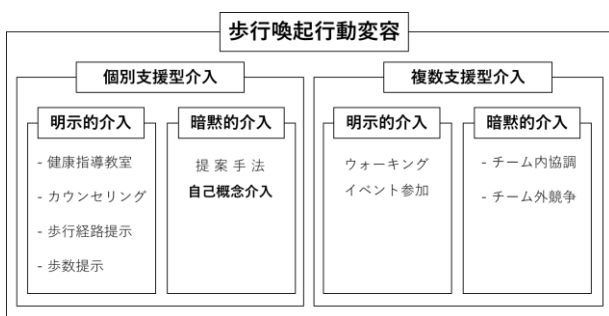 歩行喚起行動変容
個別支援型介入
明示的介入
- 健康指導教室
- カウンセリング
- 歩行経路提示
- 歩数提示
暗黙的介入
提案手法
自己概念介入
複数支援型介入
明示的介入
ウォーキング
イベント参加
暗黙的介入
- チーム内協調
- チーム外競争